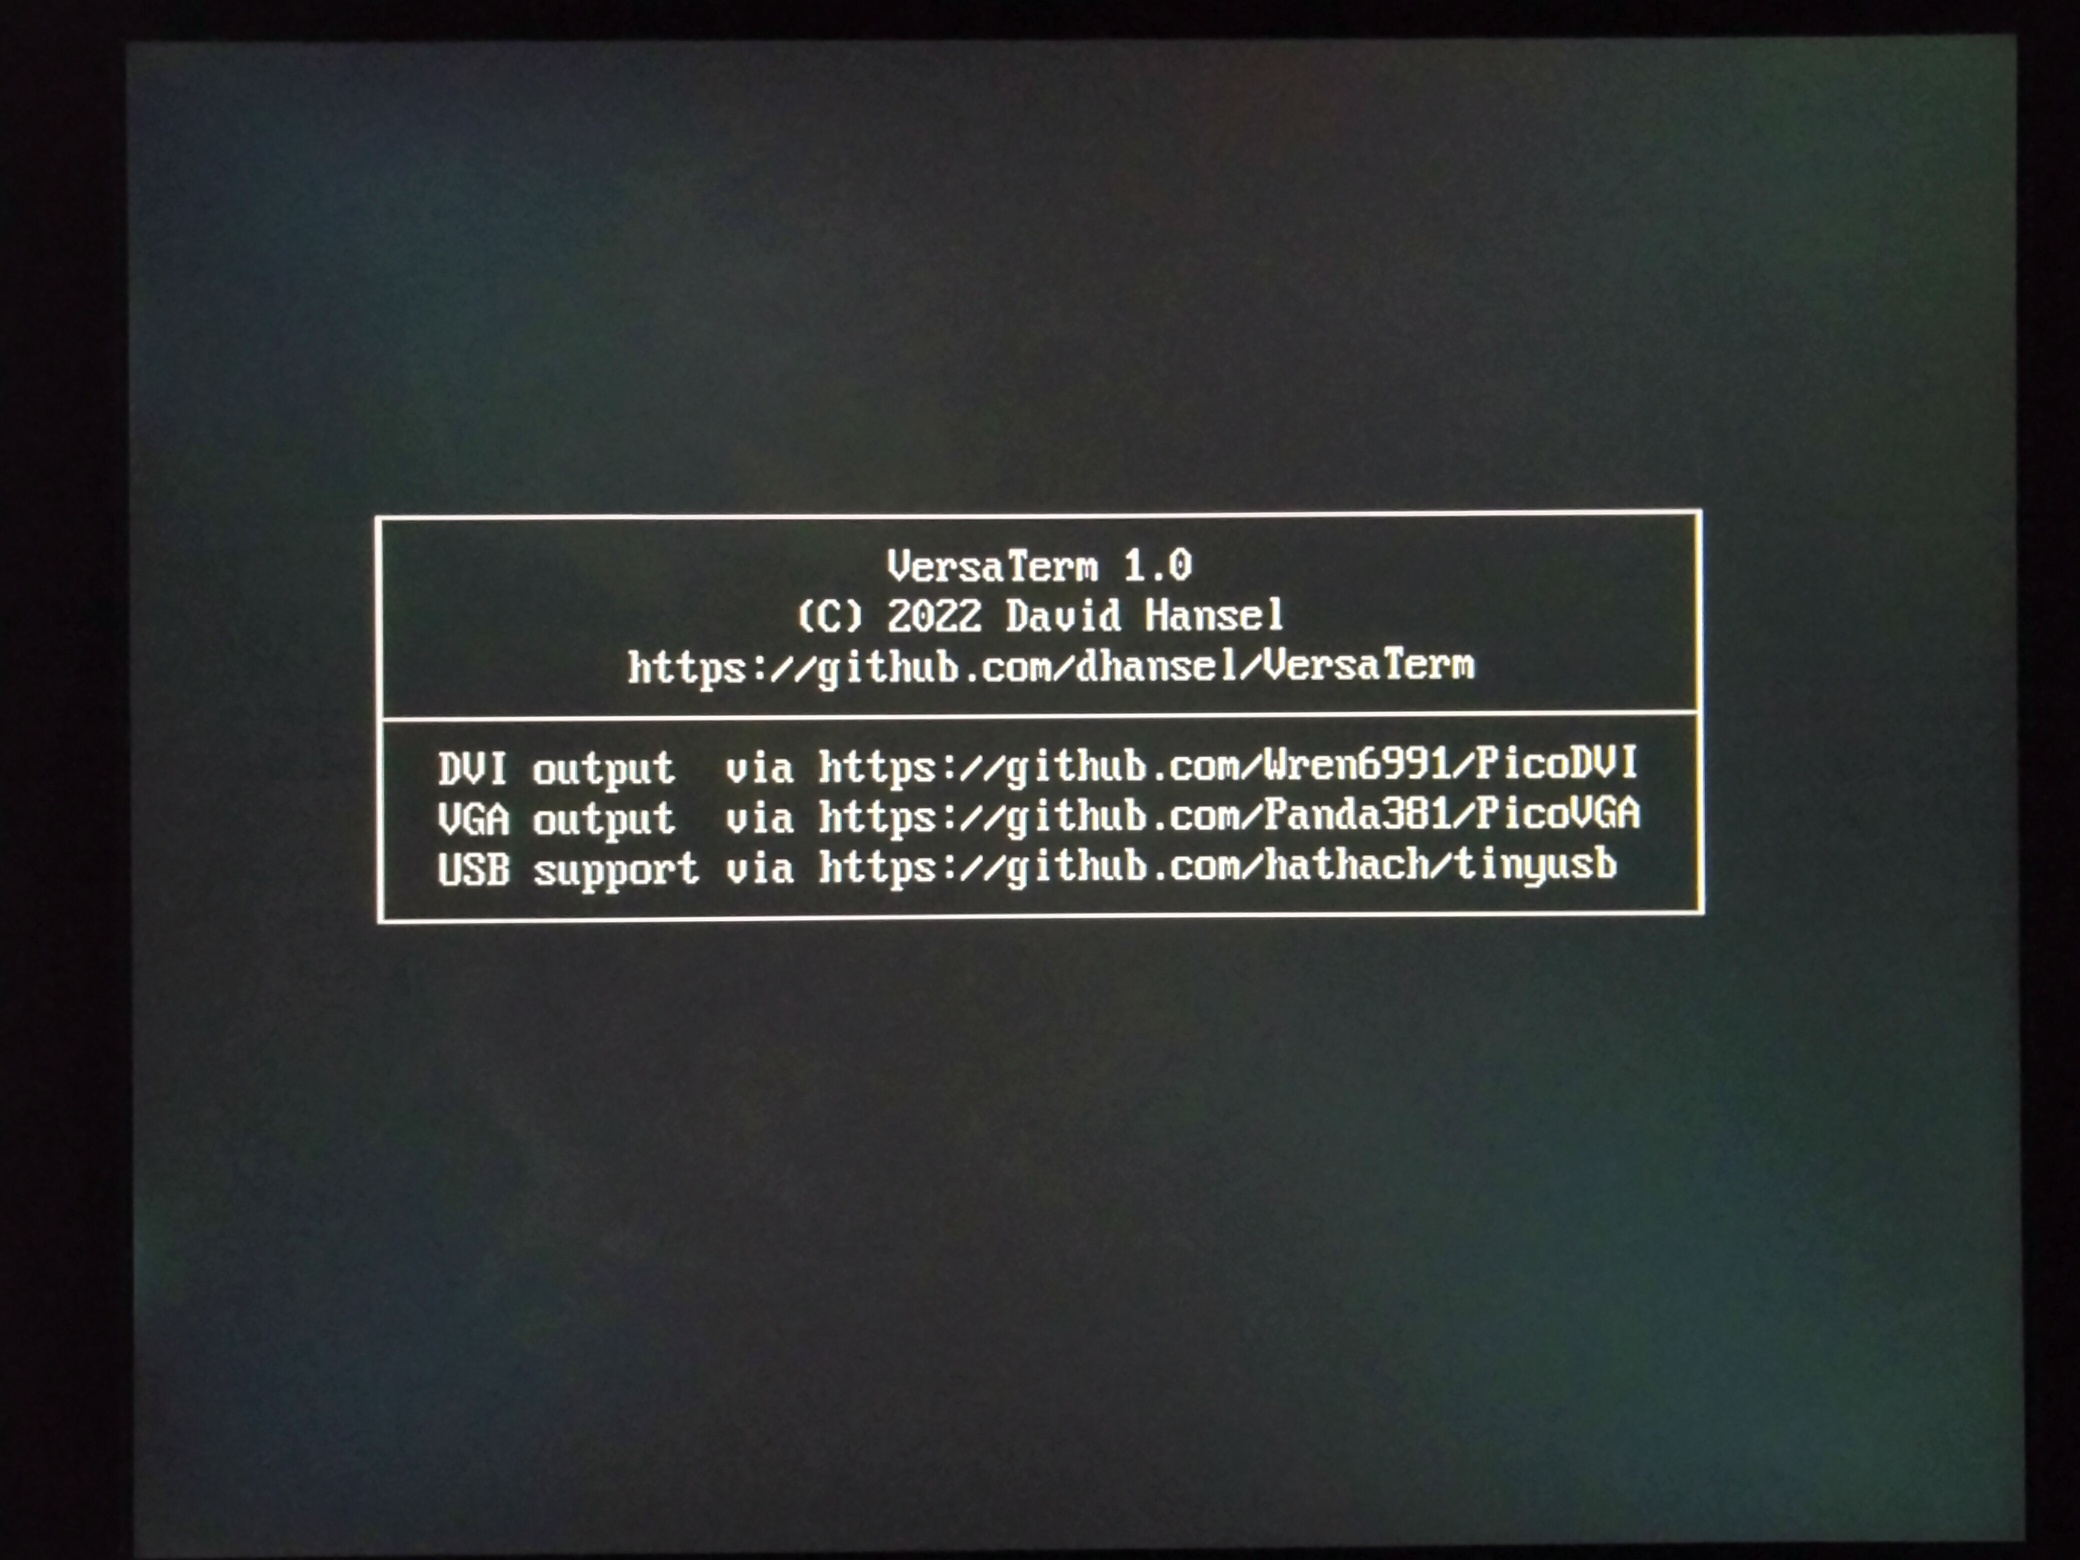 VersaTerm 1.0
(C) 2022 David Hansel
https://github.com/dhansel/VersaTerm
DVI output  via https://github.com/Wren6991/PicoDVI
VGA output  via https://github.com/Panda381/PicoVGA
USB support via https://github.com/hathach/tinyusb